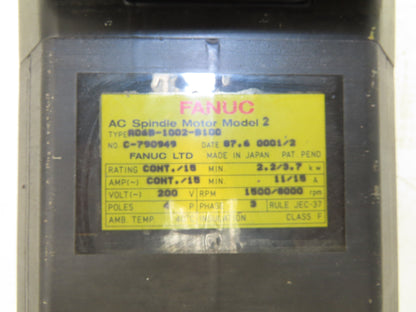 FANUC
AC Spindle Motor Model 2
TYPE A06B-1002-B100
NO. C-790949 DATE 87.6 0001/2
FANUC LTD MADE IN JAPAN PAT. PEND
RATING CONT./15 MIN. 2.2/3.7 kW
AMP(~) CONT./15 MIN. 11/15 A
VOLT(~) 200 V RPM 1500/8000 rpm
POLES 4 P PHASE 3 RULE JEC-37
AMB. TEMP. CLASS F